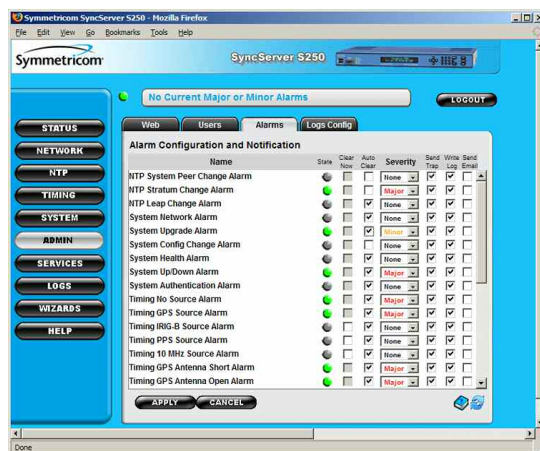 Symmetricom SyncServer S250 - Mozilla Firefox
File Edit View Go Bookmarks Tools Help
Symmetricom
SyncServer S250
No Current Major or Minor Alarms
LOGOUT
STATUS
NETWORK
NTP
TIMING
SYSTEM
ADMIN
SERVICES
LOGS
WIZARDS
HELP
Web Users Alarms Logs Config
Alarm Configuration and Notification
Name State Clear Now Auto Clear Severity Send Trap Write Log Send Email
NTP System Peer Change Alarm None
NTP Stratum Change Alarm Major
NTP Leap Change Alarm None
System Network Alarm None
System Upgrade Alarm Minor
System Config Change Alarm None
System Health Alarm None
System Up/Down Alarm Major
System Authentication Alarm None
Timing No Source Alarm Major
Timing GPS Source Alarm Major
Timing IRIG-B Source Alarm None
Timing PPS Source Alarm None
Timing 10 MHz Source Alarm None
Timing GPS Antenna Short Alarm Major
Timing GPS Antenna Open Alarm Major
APPLY CANCEL
Done